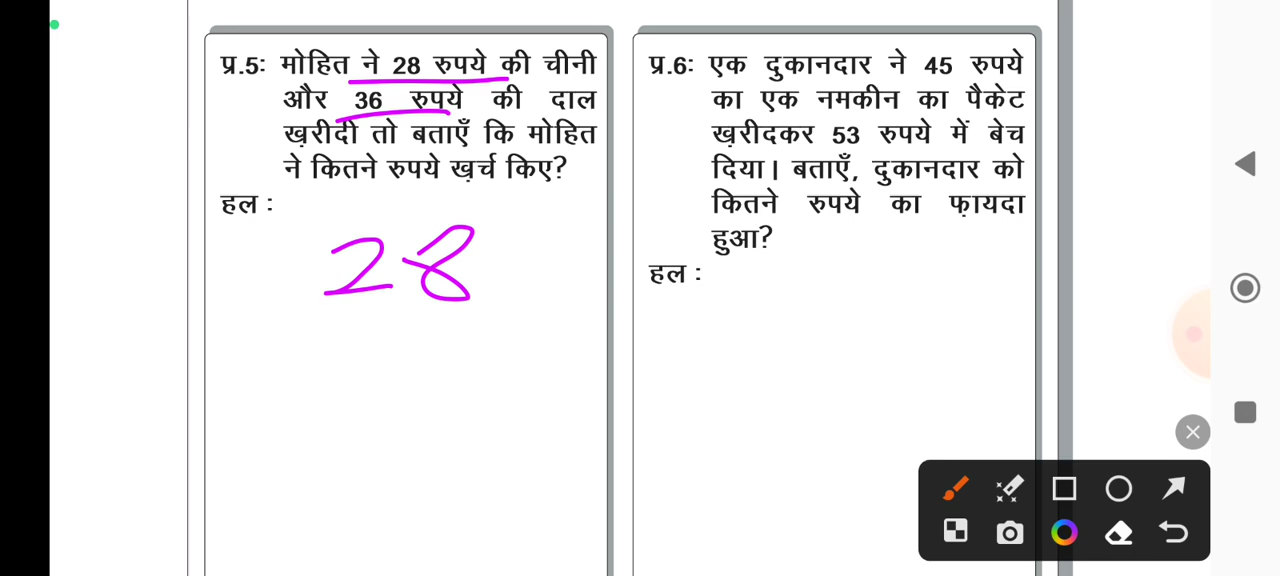 प्र.5: मोहित ने 28 रुपये की चीनी
और 36 रुपये की दाल
ख़रीदी तो बताएँ कि मोहित
ने कितने रुपये ख़र्च किए?
हल :
28
प्र.6: एक दुकानदार ने 45 रुपये
का एक नमकीन का पैकेट
ख़रीदकर 53 रुपये में बेच
दिया। बताएँ, दुकानदार को
कितने रुपये का फ़ायदा
हुआ?
हल :